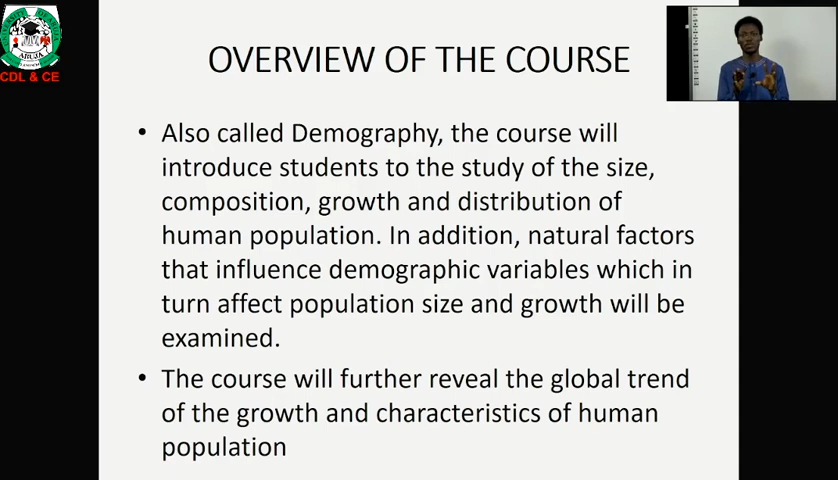 ABUJA
CDL & CE
OVERVIEW OF THE COURSE
• Also called Demography, the course will
introduce students to the study of the size,
composition, growth and distribution of
human population. In addition, natural factors
that influence demographic variables which in
turn affect population size and growth will be
examined.
• The course will further reveal the global trend
of the growth and characteristics of human
population